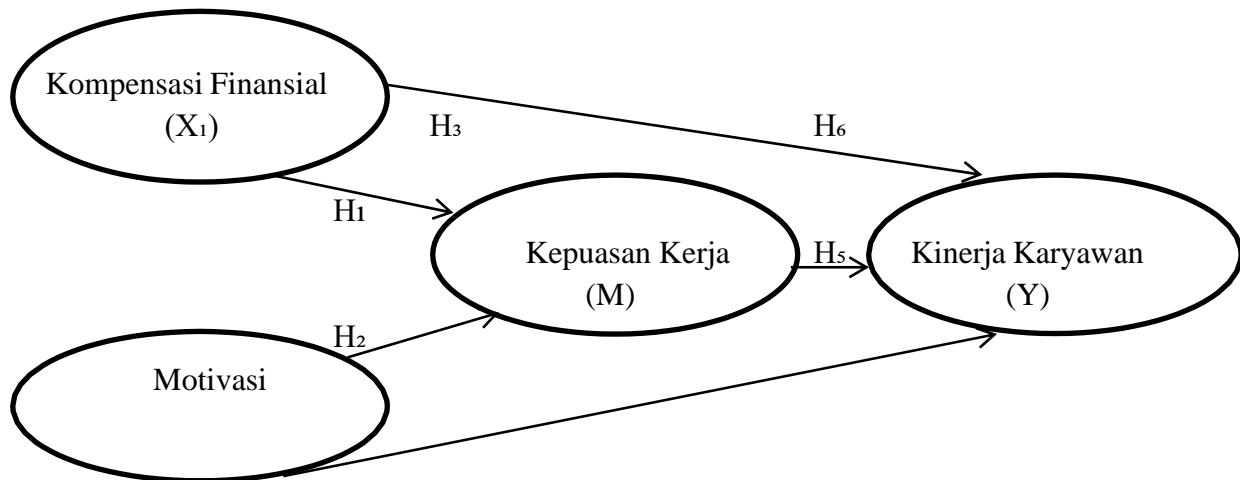 Kompensasi Finansial
(X₁)
H₃
H₆
H1
Kepuasan Kerja
(M)
H₅
Kinerja Karyawan
(Y)
H₂
Motivasi